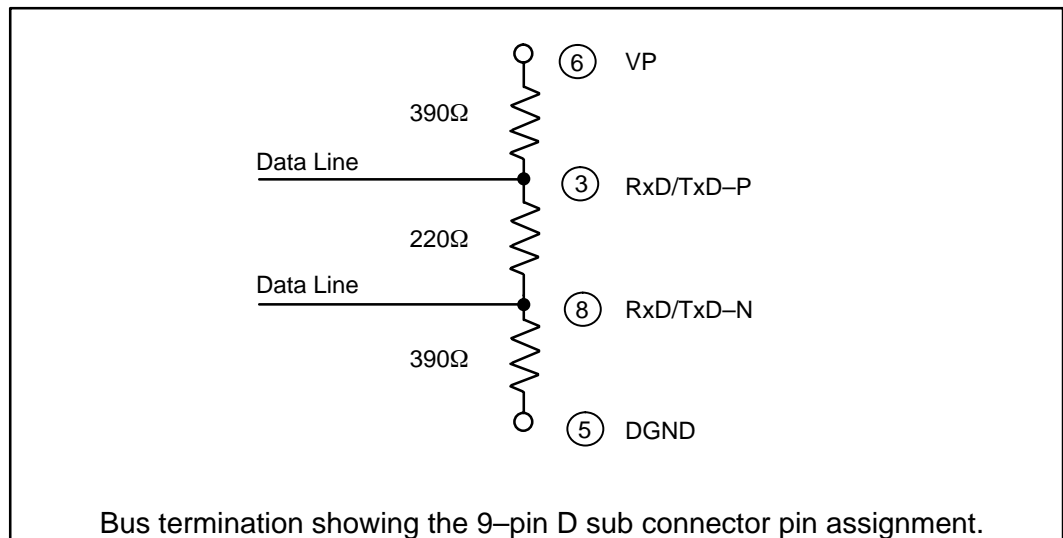 6 VP
390Ω
Data Line
3 RxD/TxD–P
220Ω
Data Line
8 RxD/TxD–N
390Ω
5 DGND
Bus termination showing the 9–pin D sub connector pin assignment.